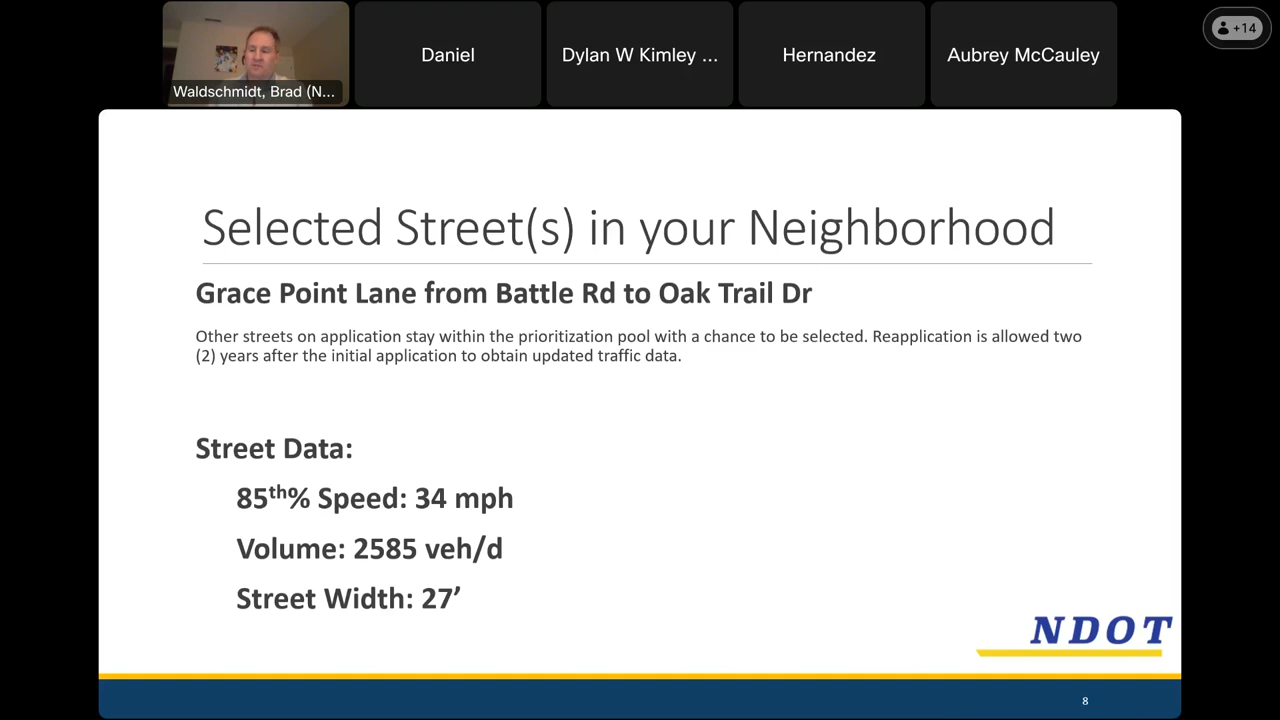 Waldschmidt, Brad (N...
Daniel
Dylan W Kimley ...
Hernandez
Aubrey McCauley
+14
Selected Street(s) in your Neighborhood
Grace Point Lane from Battle Rd to Oak Trail Dr
Other streets on application stay within the prioritization pool with a chance to be selected. Reapplication is allowed two
(2) years after the initial application to obtain updated traffic data.
Street Data:
85th% Speed: 34 mph
Volume: 2585 veh/d
Street Width: 27’
NDOT
8